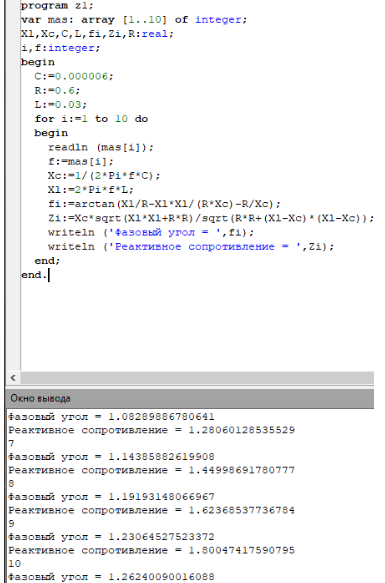 program z1;
var mas: array [1..10] of integer;
Xl,Xc,C,L,fi,Zi,R:real;
i,f:integer;
begin
C:=0.000006;
R:=0.6;
L:=0.03;
for i:=1 to 10 do
begin
readln (mas[i]);
f:=mas[i];
Xc:=1/(2*Pi*f*C);
Xl:=2*Pi*f*L;
fi:=arctan(Xl/R-Xl*Xl/(R*Xc)-R/Xc);
Zi:=Xc*sqrt(Xl*Xl+R*R)/sqrt(R*R+(Xl-Xc)*(Xl-Xc));
writeln ('Фазовый угол = ',fi);
writeln ('Реактивное сопротивление = ',Zi);
end;
end.
Окно вывода
Фазовый угол = 1.08289886780641
Реактивное сопротивление = 1.28060128535529
7
Фазовый угол = 1.14385882619908
Реактивное сопротивление = 1.44998691780777
8
Фазовый угол = 1.19193148066967
Реактивное сопротивление = 1.62368537736784
9
Фазовый угол = 1.23064527523372
Реактивное сопротивление = 1.80047417590795
10
Фазовый угол = 1.26240090016088